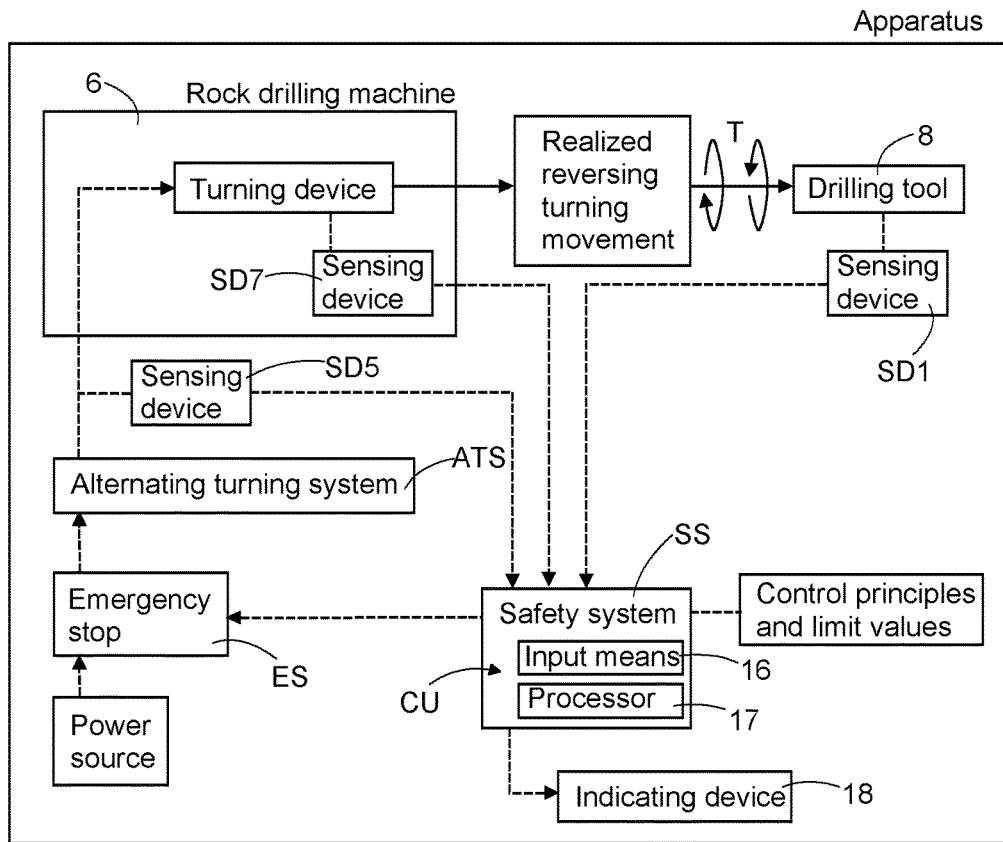 Apparatus
6
Rock drilling machine
Turning device
Realized
reversing
turning
movement
T
8
Drilling tool
SD7
Sensing
device
Sensing
device
SD1
Sensing
device
SD5
ATS
Alternating turning system
SS
Emergency
stop
ES
Safety system
Input means
16
CU
Processor
17
Control principles
and limit values
Power
source
Indicating device
18